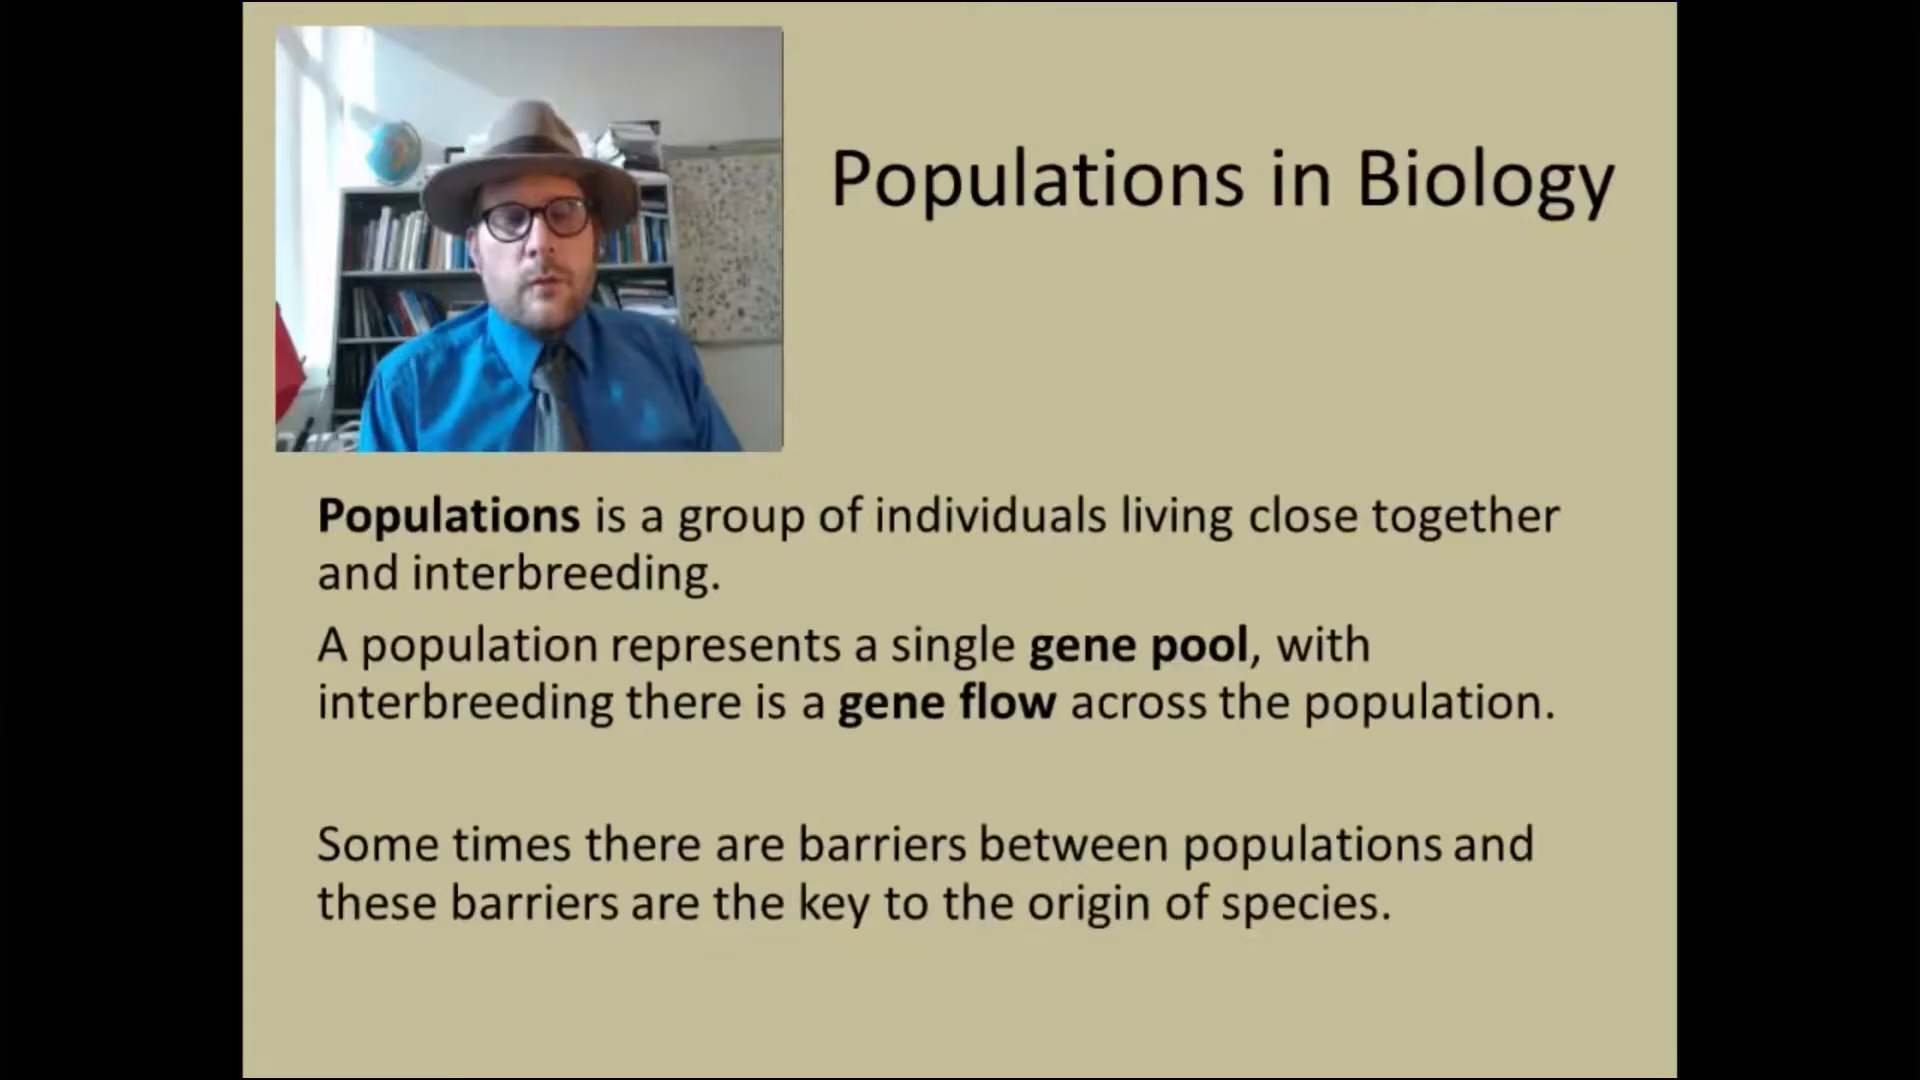 Populations in Biology
Populations is a group of individuals living close together
and interbreeding.
A population represents a single gene pool, with
interbreeding there is a gene flow across the population.
Some times there are barriers between populations and
these barriers are the key to the origin of species.